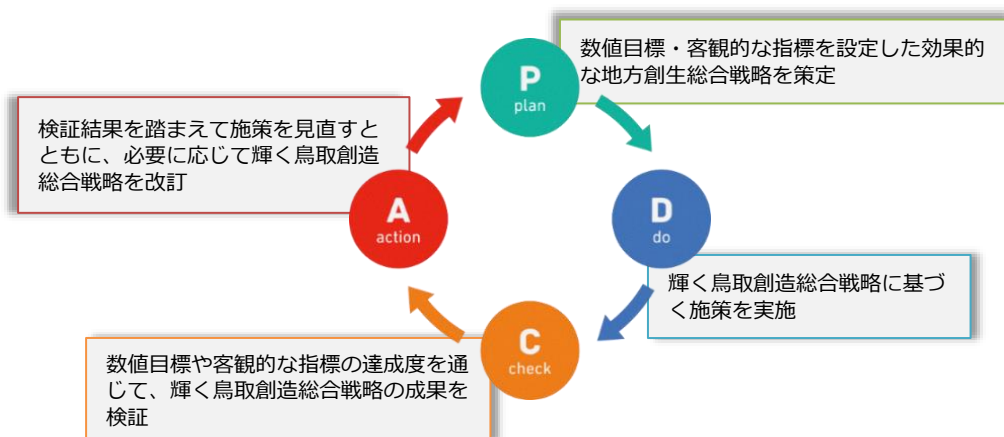 P
plan
数値目標・客観的な指標を設定した効果的
な地方創生総合戦略を策定
D
do
輝く鳥取創造総合戦略に基づ
く施策を実施
C
check
数値目標や客観的な指標の達成度を通
じて、輝く鳥取創造総合戦略の成果を
検証
A
action
検証結果を踏まえて施策を見直すと
ともに、必要に応じて輝く鳥取創造
総合戦略を改訂